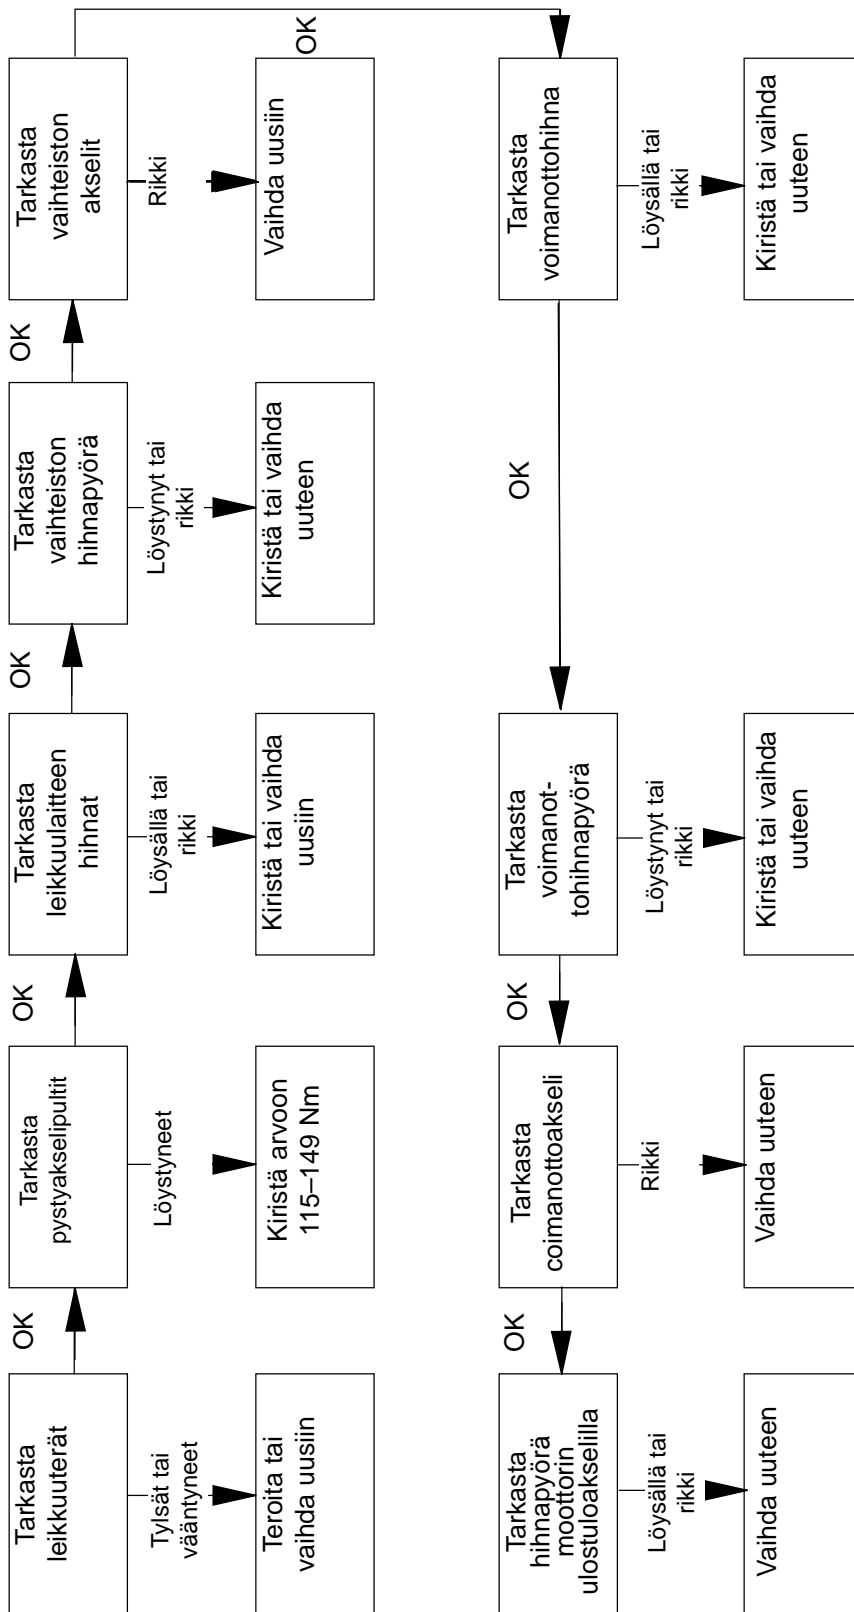 Tarkasta
leikkuuterät
Tylsät tai
vääntyneet
Teroita tai
vaihda uusiin
OK
Tarkasta
pystyakselipultit
Löystyneet
Kiristä arvoon
115–149 Nm
OK
Tarkasta
leikkuulaitteen
hihnat
Löysällä tai
rikki
Kiristä tai vaihda
uusiin
OK
Tarkasta
vaihteiston
hihnapyörä
Löystynyt tai
rikki
Kiristä tai vaihda
uuteen
OK
Tarkasta
vaihteiston
akselit
Rikki
Vaihda uusiin
OK
Tarkasta
voimanottohihna
Löysällä tai
rikki
Kiristä tai vaihda
uuteen
OK
Tarkasta
voimanot-
tohihnapyörä
Löystynyt tai
rikki
Kiristä tai vaihda
uuteen
OK
Tarkasta
coimanottoakseli
Rikki
Vaihda uuteen
OK
Tarkasta
hihnapyörä
moottorin
ulostuloakselilla
Löysällä tai
rikki
Vaihda uuteen